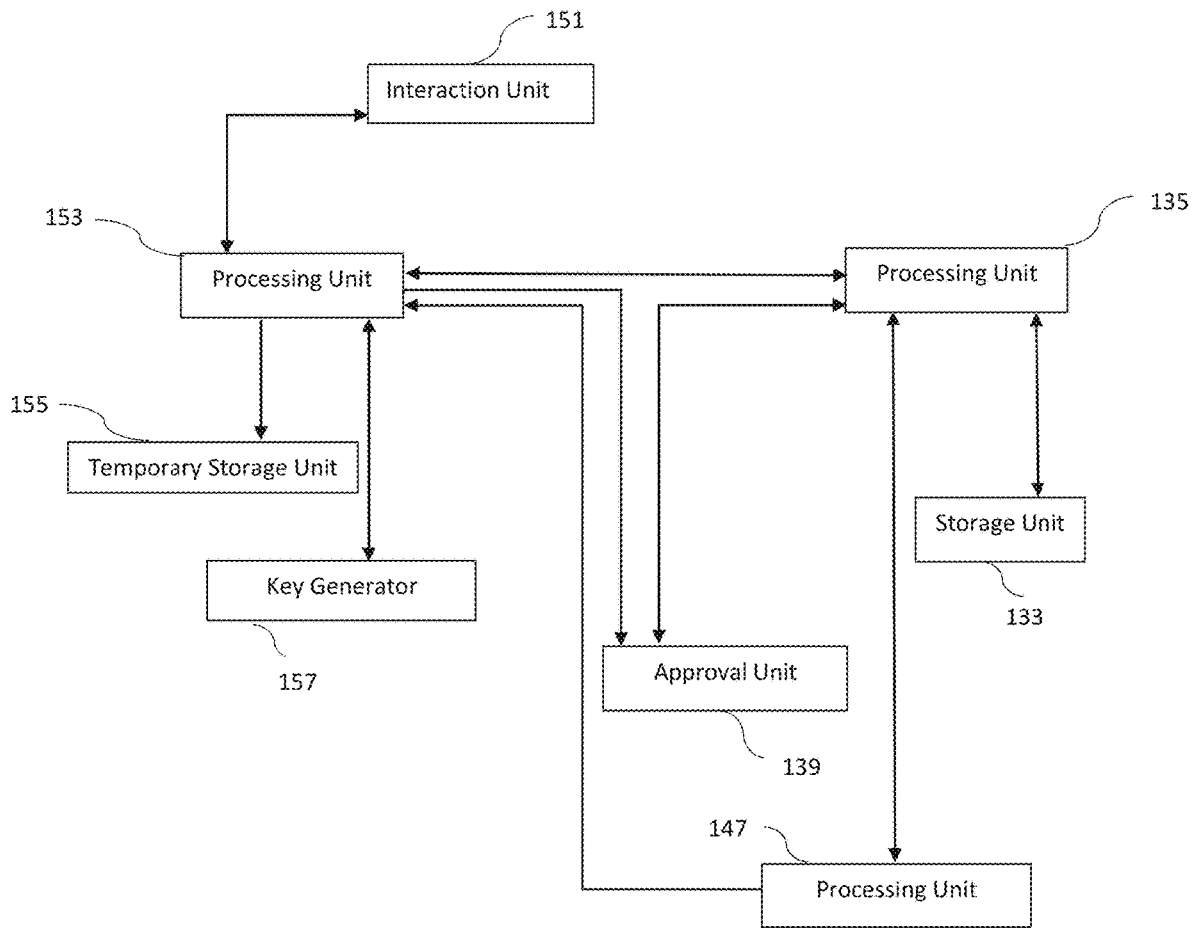 151
Interaction Unit
153
135
Processing Unit
Processing Unit
155
Temporary Storage Unit
Storage Unit
Key Generator
133
157
Approval Unit
139
147
Processing Unit